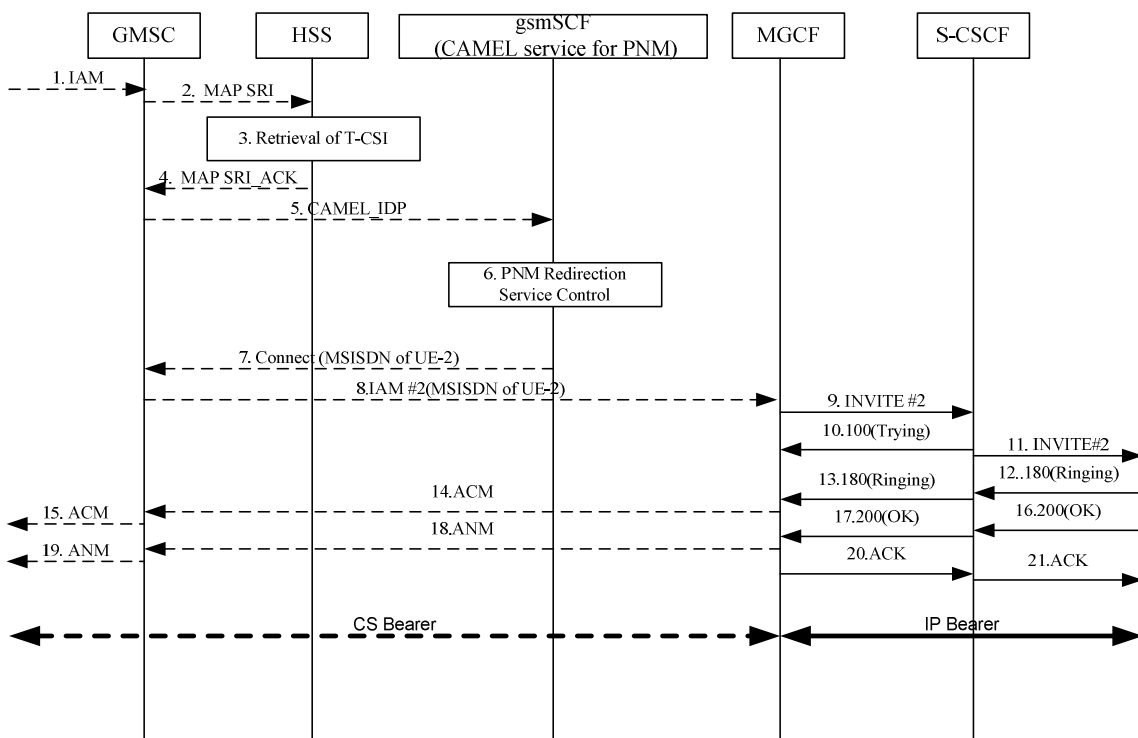 GMSC
HSS
gsmSCF
(CAMEL service for PNM)
MGCF
S-CSCF
1. IAM
2. MAP SRI
3. Retrieval of T-CSI
4. MAP SRI_ACK
5. CAMEL_IDP
6. PNM Redirection
Service Control
7. Connect (MSISDN of UE-2)
8.IAM #2(MSISDN of UE-2)
9. INVITE #2
10.100(Trying)
11. INVITE#2
12..180(Ringing)
13.180(Ringing)
14.ACM
15. ACM
16.200(OK)
17.200(OK)
18.ANM
19. ANM
20.ACK
21.ACK
CS Bearer
IP Bearer